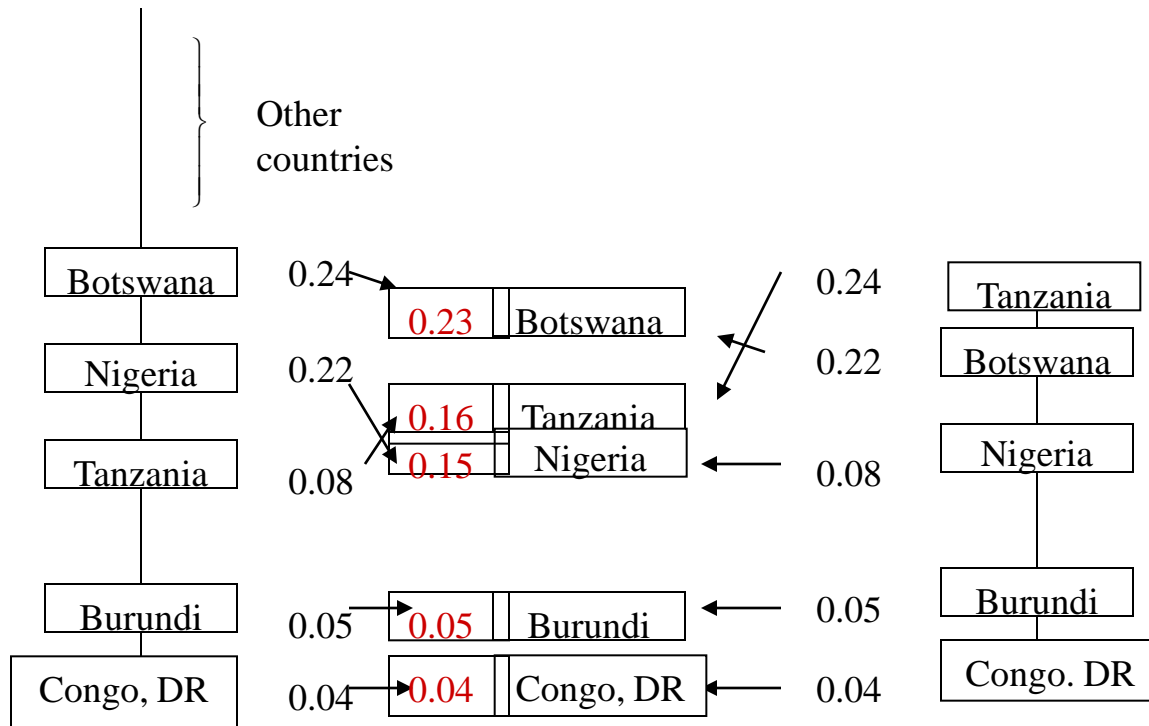 Other
countries
Botswana 0.24 0.23 Botswana 0.24 Tanzania
Nigeria 0.22 0.16 Tanzania 0.22 Botswana
Tanzania 0.08 0.15 Nigeria 0.08 Nigeria
Burundi 0.05 0.05 Burundi 0.05 Burundi
Congo, DR 0.04 0.04 Congo, DR 0.04 Congo. DR